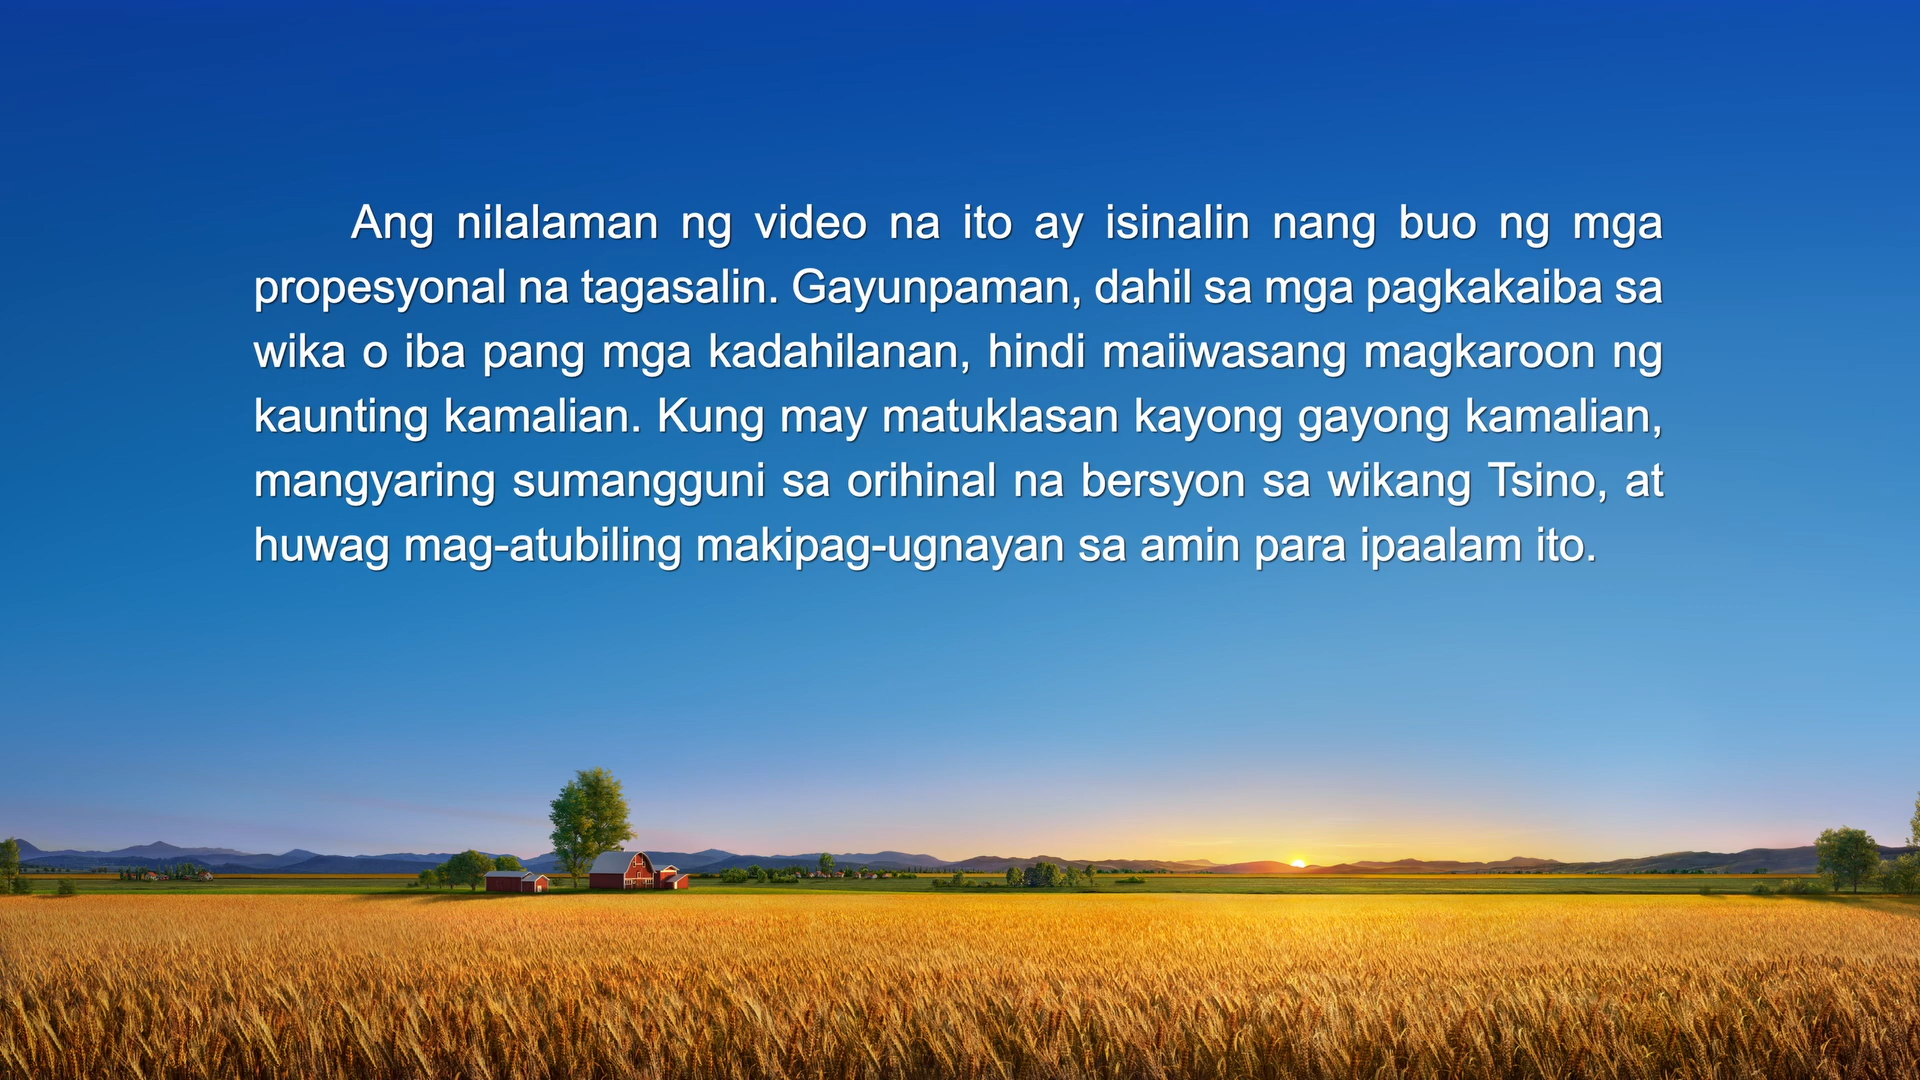 Ang nilalaman ng video na ito ay isinalin nang buo ng mga
propesyonal na tagasalin. Gayunpaman, dahil sa mga pagkakaiba sa
wika o iba pang mga kadahilanan, hindi maiiwasang magkaroon ng
kaunting kamalian. Kung may matuklasan kayong gayong kamalian,
mangyaring sumangguni sa orihinal na bersyon sa wikang Tsino, at
huwag mag-atubiling makipag-ugnayan sa amin para ipaalam ito.